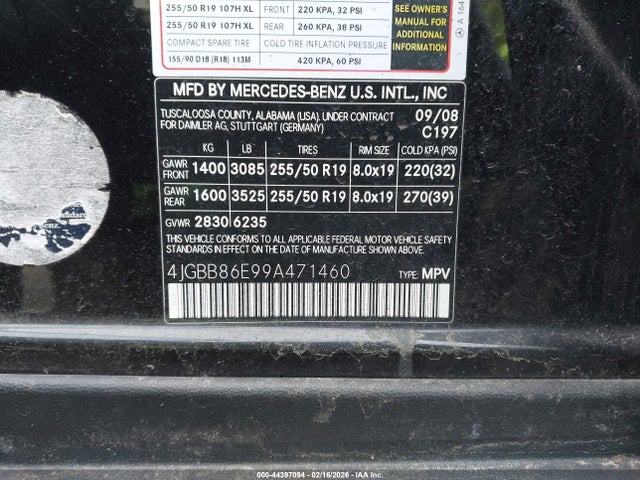 255/50 R19 107H XL FRONT 220 KPA, 32 PSI
255/50 R19 107H XL REAR 260 KPA, 38 PSI
COMPACT SPARE TIRE COLD TIRE INFLATION PRESSURE
155/90 D18 (R18) 113M 420 KPA, 60 PSI
SEE OWNER'S
MANUAL FOR
ADDITIONAL
INFORMATION
MFD BY MERCEDES-BENZ U.S. INTL., INC
TUSCALOOSA COUNTY, ALABAMA (USA). UNDER CONTRACT
FOR DAIMLER AG, STUTTGART (GERMANY)
09/08
C197
KG LB TIRES RIM SIZE COLD KPA (PSI)
GAWR FRONT 1400 3085 255/50 R19 8.0x19 220(32)
GAWR REAR 1600 3525 255/50 R19 8.0x19 270(39)
GVWR 2830 6235
THIS VEHICLE CONFORMS TO ALL APPLICABLE FEDERAL MOTOR VEHICLE SAFETY
STANDARDS IN EFFECT ON THE DATE OF MANUFACTURE SHOWN ABOVE.
4JGBB86E99A471460 TYPE: MPV
000-44397094 - 02/16/2026 - IAA Inc.